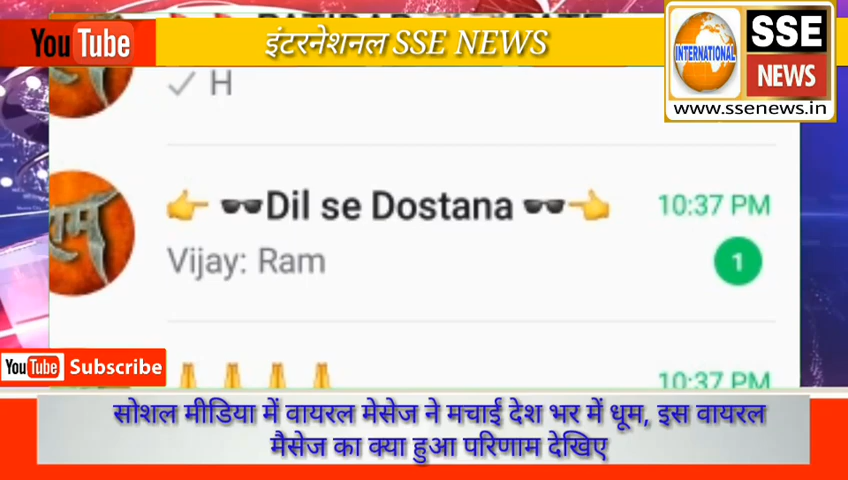 YouTube
इंटरनेशनल SSE NEWS
INTERNATIONAL
SSE
NEWS
www.ssenews.in
✓ H
👉 🕶Dil se Dostana 🕶👈
10:37 PM
Vijay: Ram
1
10:37 PM
YouTube Subscribe
सोशल मीडिया में वायरल मेसेज ने मचाई देश भर में धूम, इस वायरल
मैसेज का क्या हुआ परिणाम देखिए